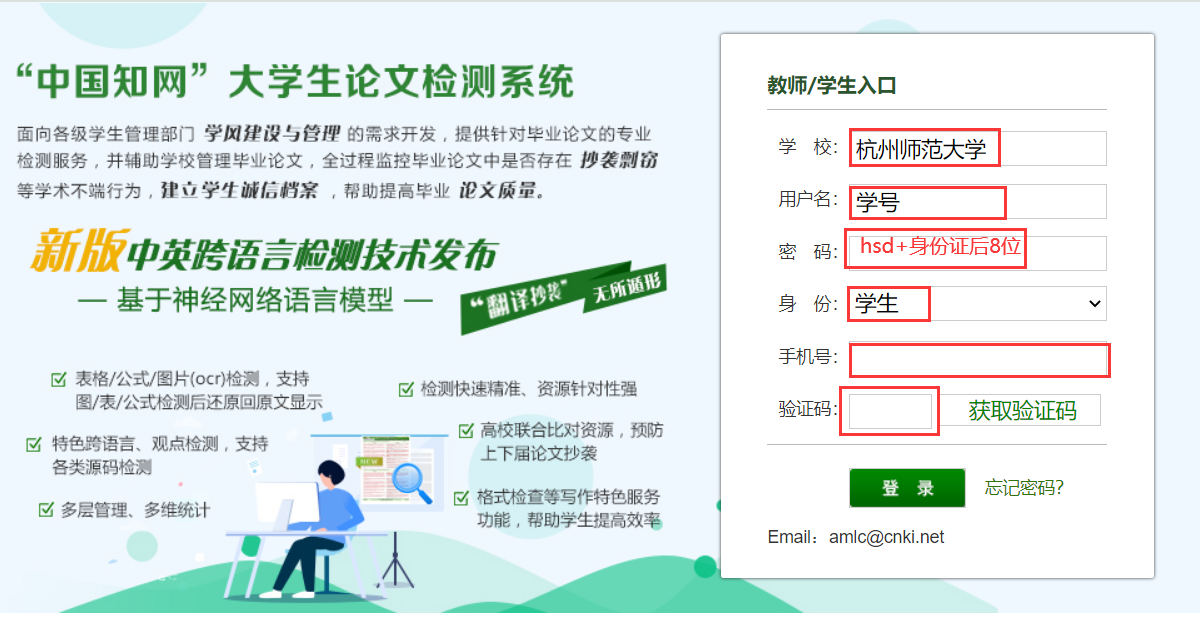 “中国知网”大学生论文检测系统
面向各级学生管理部门 学风建设与管理 的需求开发，提供针对毕业论文的专业
检测服务，并辅助学校管理毕业论文，全过程监控毕业论文中是否存在 抄袭剽窃
等学术不端行为，建立学生诚信档案 ，帮助提高毕业 论文质量。
新版中英跨语言检测技术发布
— 基于神经网络语言模型 —
“翻译抄袭” 无所遁形
表格/公式/图片(ocr)检测，支持
图/表/公式检测后还原回原文显示
检测快速精准、资源针对性强
特色跨语言、观点检测，支持
各类源码检测
高校联合比对资源，预防
上下届论文抄袭
多层管理、多维统计
格式检查等写作特色服务
功能，帮助学生提高效率
NEW
教师/学生入口
学 校: 杭州师范大学
用户名: 学号
密 码: hsd+身份证后8位
身 份: 学生
手机号:
验证码: 获取验证码
登 录 忘记密码?
Email：amlc@cnki.net